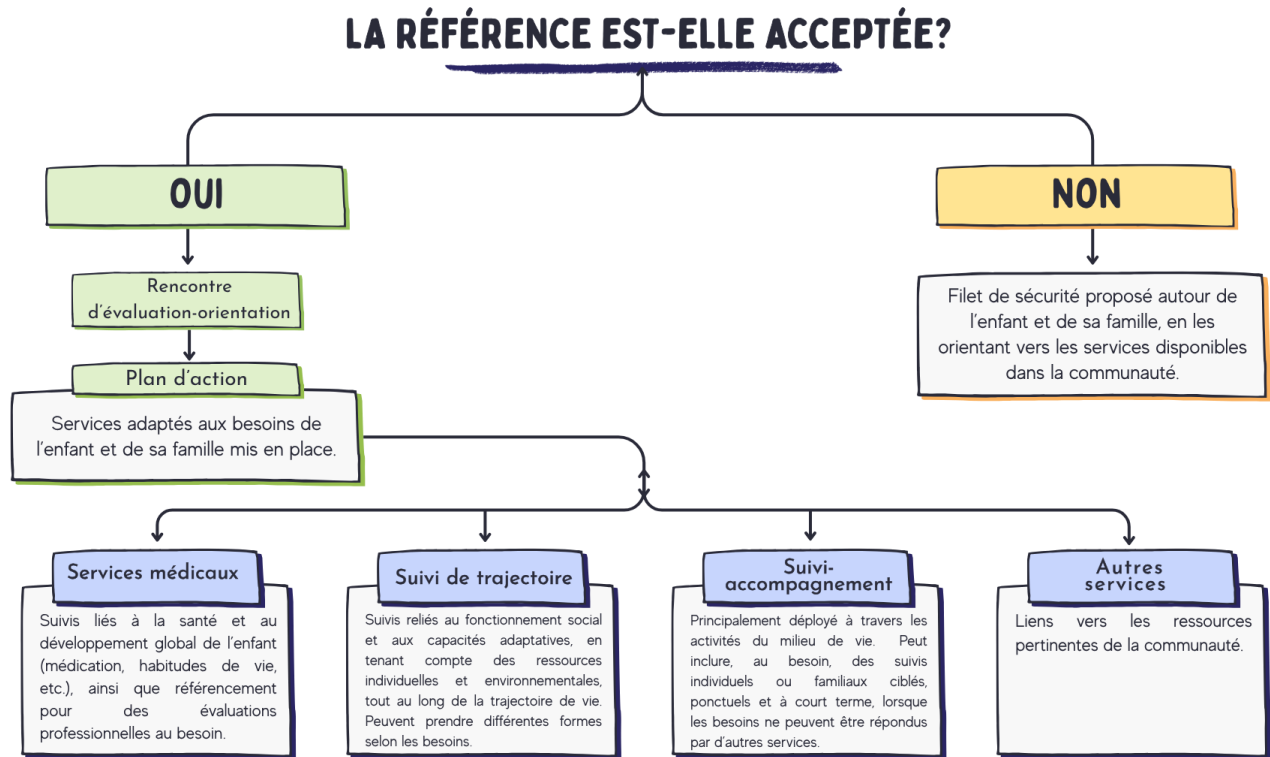 LA RÉFÉRENCE EST-ELLE ACCEPTÉE?
OUI
NON
Rencontre
d'évaluation-orientation
Plan d'action
Services adaptés aux besoins de
l'enfant et de sa famille mis en place.
Filet de sécurité proposé autour de
l'enfant et de sa famille, en les
orientant vers les services disponibles
dans la communauté.
Services médicaux
Suivis liés à la santé et au
développement global de l'enfant
(médication, habitudes de vie,
etc.), ainsi que référencement
pour des évaluations
professionnelles au besoin.
Suivi de trajectoire
Suivis reliés au fonctionnement social
et aux capacités adaptatives, en
tenant compte des ressources
individuelles et environnementales,
tout au long de la trajectoire de vie.
Peuvent prendre différentes formes
selon les besoins.
Suivi-
accompagnement
Principalement déployé à travers les
activités du milieu de vie. Peut
inclure, au besoin, des suivis
individuels ou familiaux ciblés,
ponctuels et à court terme, lorsque
les besoins ne peuvent être répondus
par d'autres services.
Autres
services
Liens vers les ressources
pertinentes de la communauté.